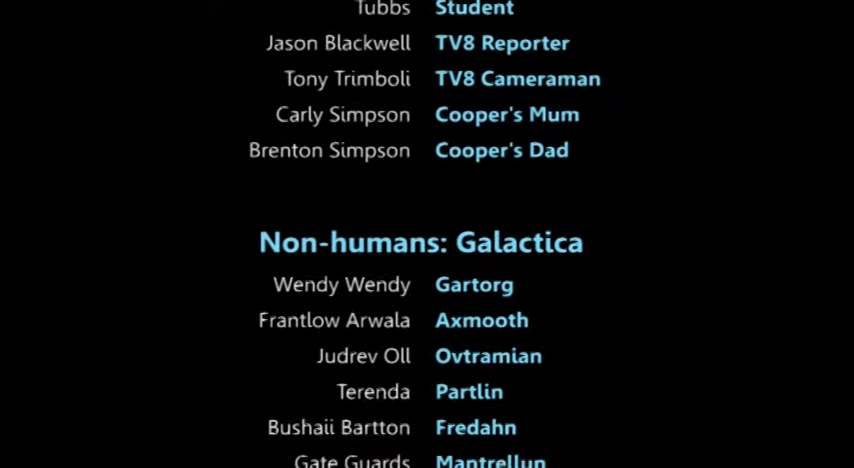 Tubbs Student
Jason Blackwell TV8 Reporter
Tony Trimboli TV8 Cameraman
Carly Simpson Cooper's Mum
Brenton Simpson Cooper's Dad
Non-humans: Galactica
Wendy Wendy Gartorg
Frantlow Arwala Axmooth
Judrev Oll Ovtramian
Terenda Partlin
Bushaii Bartton Fredahn
Gate Guards Mantrellun